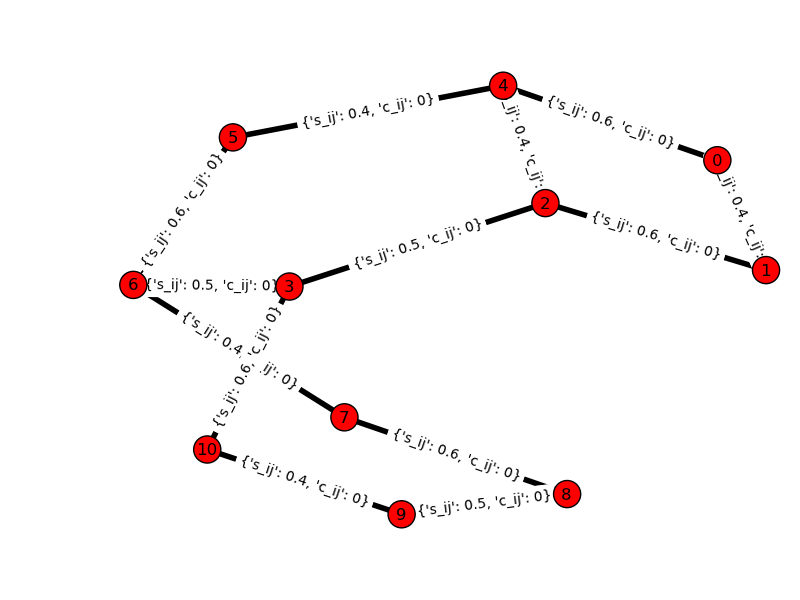 4
{'s_ij': 0.4, 'c_ij': 0}
{'s_ij': 0.6, 'c_ij': 0}
5
_ij': 0.4, 'c_ij':
0
{'s_ij': 0.6, 'c_ij': 0}
2
_ij': 0.4, 'c_ij':
{'s_ij': 0.5, 'c_ij': 0}
{'s_ij': 0.6, 'c_ij': 0}
1
6
{'s_ij': 0.5, 'c_ij': 0}
3
{'s_ij': 0.4 ij': 0}
{'s_ij': 0.6, 'c_ij': 0}
7
10
{'s_ij': 0.6, 'c_ij': 0}
{'s_ij': 0.4, 'c_ij': 0}
8
{'s_ij': 0.5, 'c_ij': 0}
9